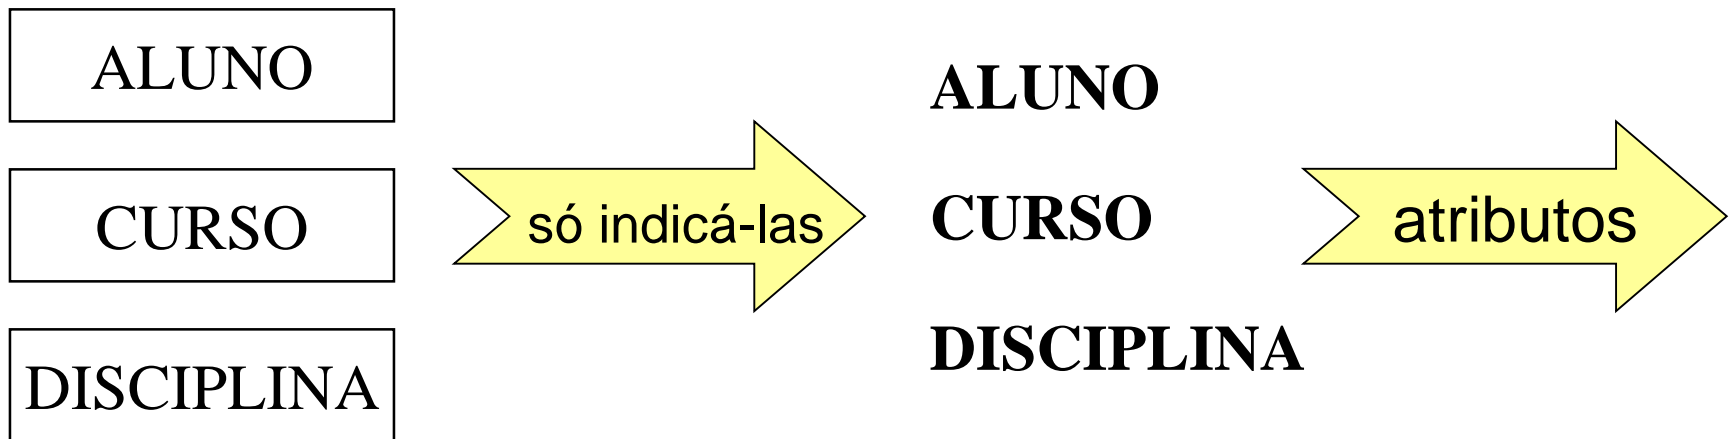 ALUNO
CURSO
DISCIPLINA
só indicá-las
ALUNO
CURSO
DISCIPLINA
atributos